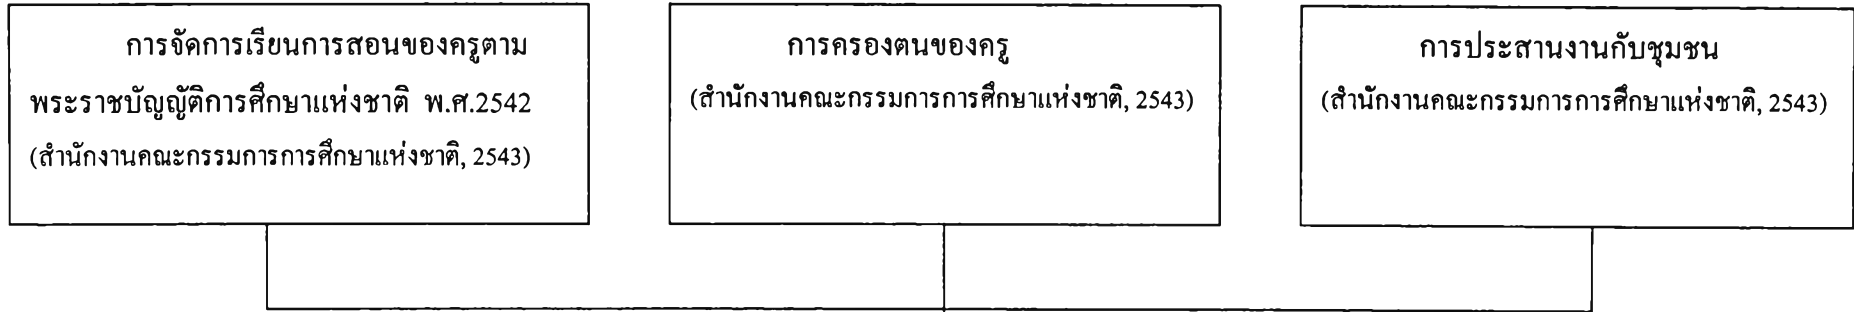 การจัดการเรียนการสอนของครูตาม
พระราชบัญญัติการศึกษาแห่งชาติ พ.ศ.2542
(สำนักงานคณะกรรมการการศึกษาแห่งชาติ, 2543)
การครองตนของครู
(สำนักงานคณะกรรมการการศึกษาแห่งชาติ, 2543)
การประสานงานกับชุมชน
(สำนักงานคณะกรรมการการศึกษาแห่งชาติ, 2543)